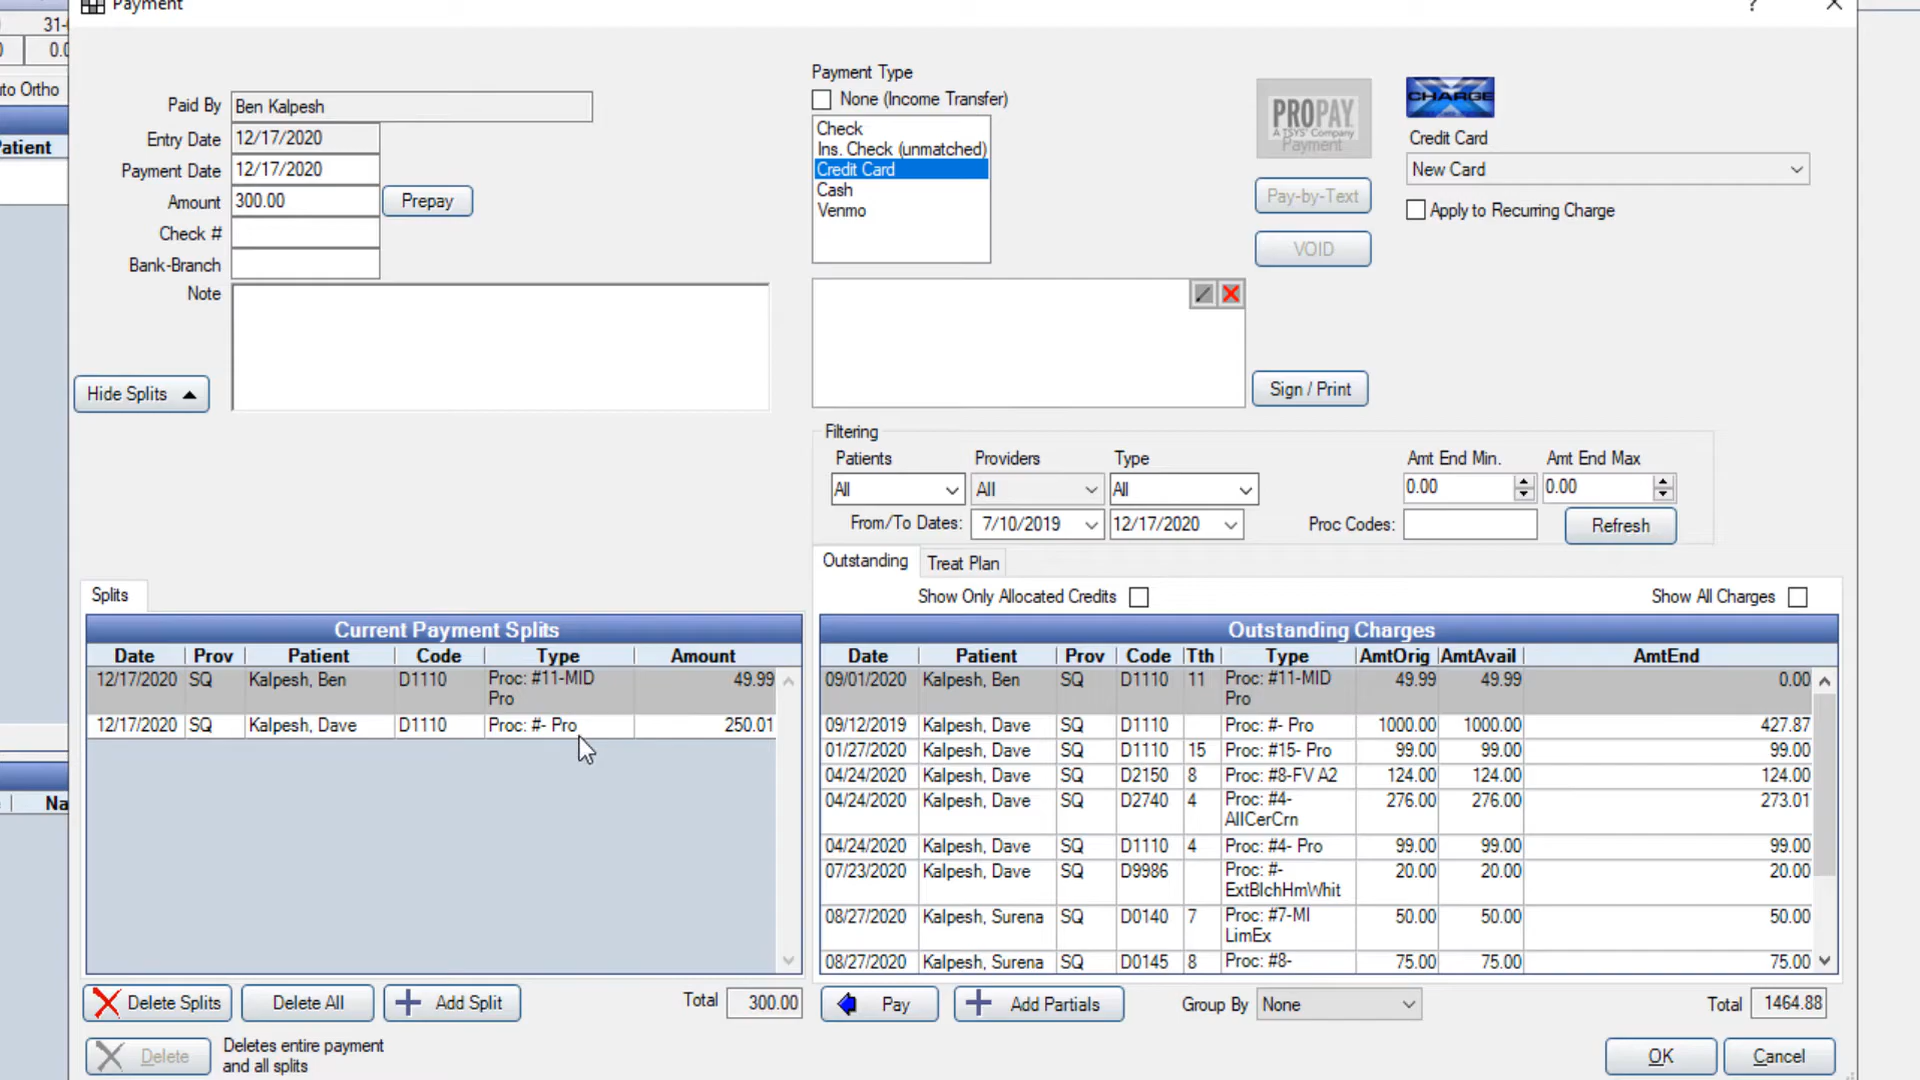 Payment ?
31-
0.0
to Ortho
atient
Na
Paid By Ben Kalpesh
Entry Date 12/17/2020
Payment Date 12/17/2020
Amount 300.00 Prepay
Check #
Bank-Branch
Note
Hide Splits
Payment Type
None (Income Transfer)
Check
Ins. Check (unmatched)
Credit Card
Cash
Venmo
PROPAY
A TSYS Company
Payment
Pay-by-Text
VOID
CHARGE
Credit Card
New Card
Apply to Recurring Charge
Sign / Print
Filtering
Patients Providers Type Amt End Min. Amt End Max
All All All 0.00 0.00
From/To Dates: 7/10/2019 12/17/2020 Proc Codes: Refresh
Outstanding Treat Plan
Show Only Allocated Credits Show All Charges
Splits
Current Payment Splits
Date Prov Patient Code Type Amount
12/17/2020 SQ Kalpesh, Ben D1110 Proc: #11-MID 49.99
Pro
12/17/2020 SQ Kalpesh, Dave D1110 Proc: #- Pro 250.01
Outstanding Charges
Date Patient Prov Code Tth Type AmtOrig AmtAvail AmtEnd
09/01/2020 Kalpesh, Ben SQ D1110 11 Proc: #11-MID 49.99 49.99 0.00
Pro
09/12/2019 Kalpesh, Dave SQ D1110 Proc: #- Pro 1000.00 1000.00 427.87
01/27/2020 Kalpesh, Dave SQ D1110 15 Proc: #15- Pro 99.00 99.00 99.00
04/24/2020 Kalpesh, Dave SQ D2150 8 Proc: #8-FV A2 124.00 124.00 124.00
04/24/2020 Kalpesh, Dave SQ D2740 4 Proc: #4- 276.00 276.00 273.01
AllCerCrn
04/24/2020 Kalpesh, Dave SQ D1110 4 Proc: #4- Pro 99.00 99.00 99.00
07/23/2020 Kalpesh, Dave SQ D9986 Proc: #- 20.00 20.00 20.00
ExtBlchHmWhit
08/27/2020 Kalpesh, Surena SQ D0140 7 Proc: #7-MI 50.00 50.00 50.00
LimEx
08/27/2020 Kalpesh, Surena SQ D0145 8 Proc: #8- 75.00 75.00 75.00
Delete Splits Delete All Add Split Total 300.00
Pay Add Partials Group By None Total 1464.88
Delete Deletes entire payment
and all splits
OK Cancel